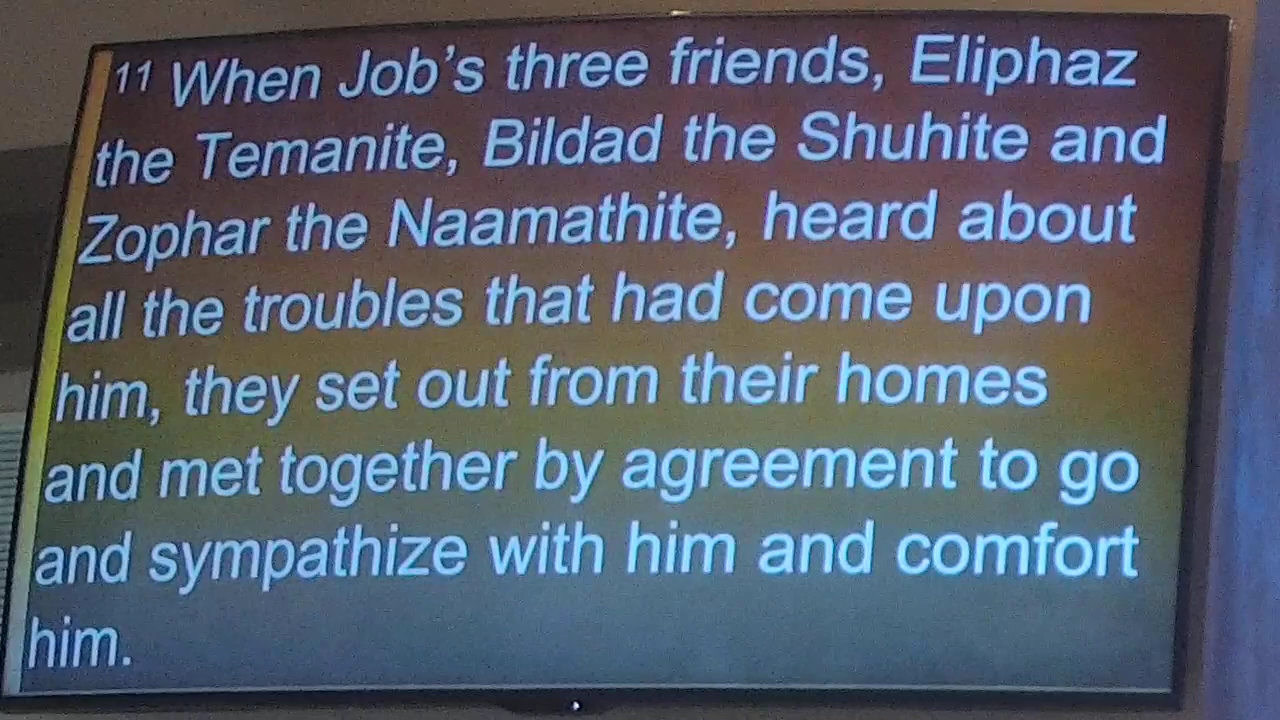 11 When Job's three friends, Eliphaz
the Temanite, Bildad the Shuhite and
Zophar the Naamathite, heard about
all the troubles that had come upon
him, they set out from their homes
and met together by agreement to go
and sympathize with him and comfort
him.